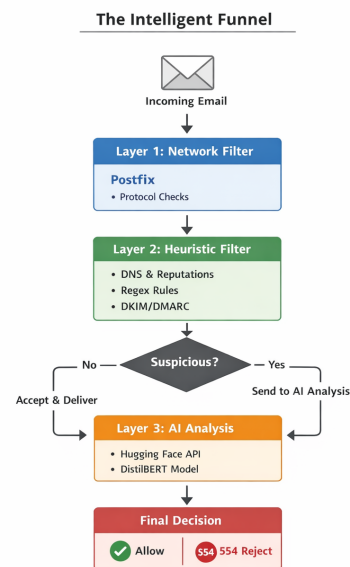 The Intelligent Funnel
Incoming Email
Layer 1: Network Filter
Postfix
• Protocol Checks
Layer 2: Heuristic Filter
• DNS & Reputations
• Regex Rules
• DKIM/DMARC
Suspicious?
No
Yes
Accept & Deliver
Send to AI Analysis
Layer 3: AI Analysis
• Hugging Face API
• DistilBERT Model
Final Decision
Allow
S54 554 Reject